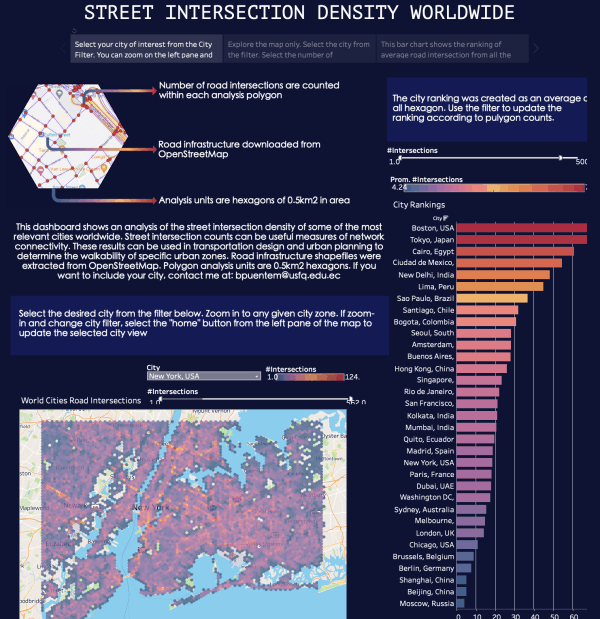 STREET INTERSECTION DENSITY WORLDWIDE
Select your city of interest from the City
Filter. You can zoom on the left pane and
Explore the map only. Select the city from
the filter. Select the number of
This bar chart shows the ranking of
average road intersection from all the
Number of road intersections are counted
within each analysis polygon
Road infrastructure downloaded from
OpenStreetMap
Analysis units are hexagons of 0.5km2 in area
This dashboard shows an analysis of the street intersection density of some of the most
relevant cities worldwide. Street intersection counts can be useful measures of network
connectivity. These results can be used in transportation design and urban planning to
determine the walkability of specific urban zones. Road infrastructure shapefiles were
extracted from OpenStreetMap. Polygon analysis units are 0.5km2 hexagons. If you
want to include your city, contact me at: bpuentem@usfq.edu.ec
Select the desired city from the filter below. Zoom in to any given city zone. If zoom-
in and change city filter, select the "home" button from the left pane of the map to
update the selected city view
City
New York, USA
#Intersections
1.0
124.
#Intersections
World Cities Road Intersections
Mount Vernon
Oyster Ba
New York
The city ranking was created as an average o
all hexagon. Use the filter to update the
ranking according to pylygon counts.
#Intersections
1.0
500
Prom. #Intersections
4.24
City Rankings
City
Boston, USA
Tokyo, Japan
Cairo, Egypt
Ciudad de Mexico,
New Delhi, India
Lima, Peru
Sao Paulo, Brazil
Santiago, Chile
Bogota, Colombia
Seoul, South
Amsterdam,
Buenos Aires,
Hong Kong, China
Singapore,
Rio de Janeiro,
San Francisco,
Kolkata, India
Mumbai, India
Quito, Ecuador
Madrid, Spain
New York, USA
Paris, France
Dubai, UAE
Washington DC,
Sydney, Australia
Melbourne,
London, UK
Chicago, USA
Brussels, Belgium
Berlin, Germany
Shanghai, China
Beijing, China
Moscow, Russia
0 10 20 30 40 50 60